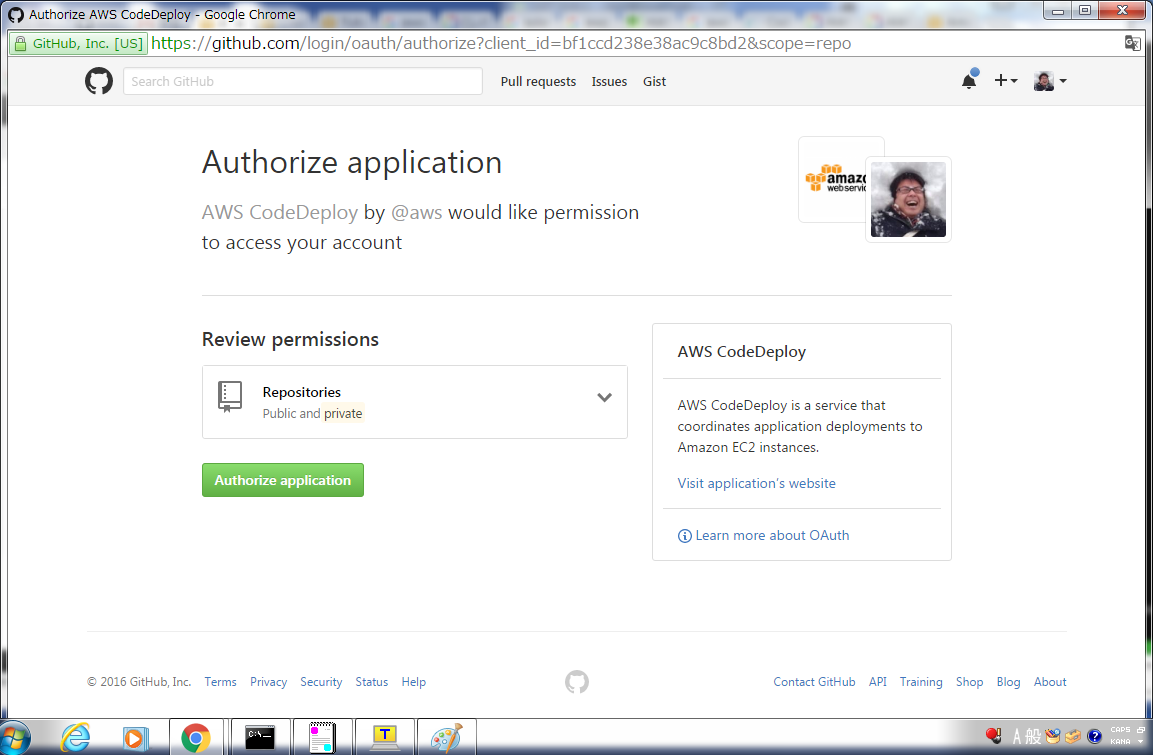 Authorize AWS CodeDeploy - Google Chrome
GitHub, Inc. [US] https://github.com/login/oauth/authorize?client_id=bf1ccd238e38ac9c8bd2&scope=repo
Search GitHub
Pull requests Issues Gist
Authorize application
AWS CodeDeploy by @aws would like permission
to access your account
amazo
webservic
Review permissions
Repositories
Public and private
Authorize application
AWS CodeDeploy
AWS CodeDeploy is a service that
coordinates application deployments to
Amazon EC2 instances.
Visit application's website
Learn more about OAuth
© 2016 GitHub, Inc. Terms Privacy Security Status Help
Contact GitHub API Training Shop Blog About
C:\.
T
A 般
CAPS
KANA